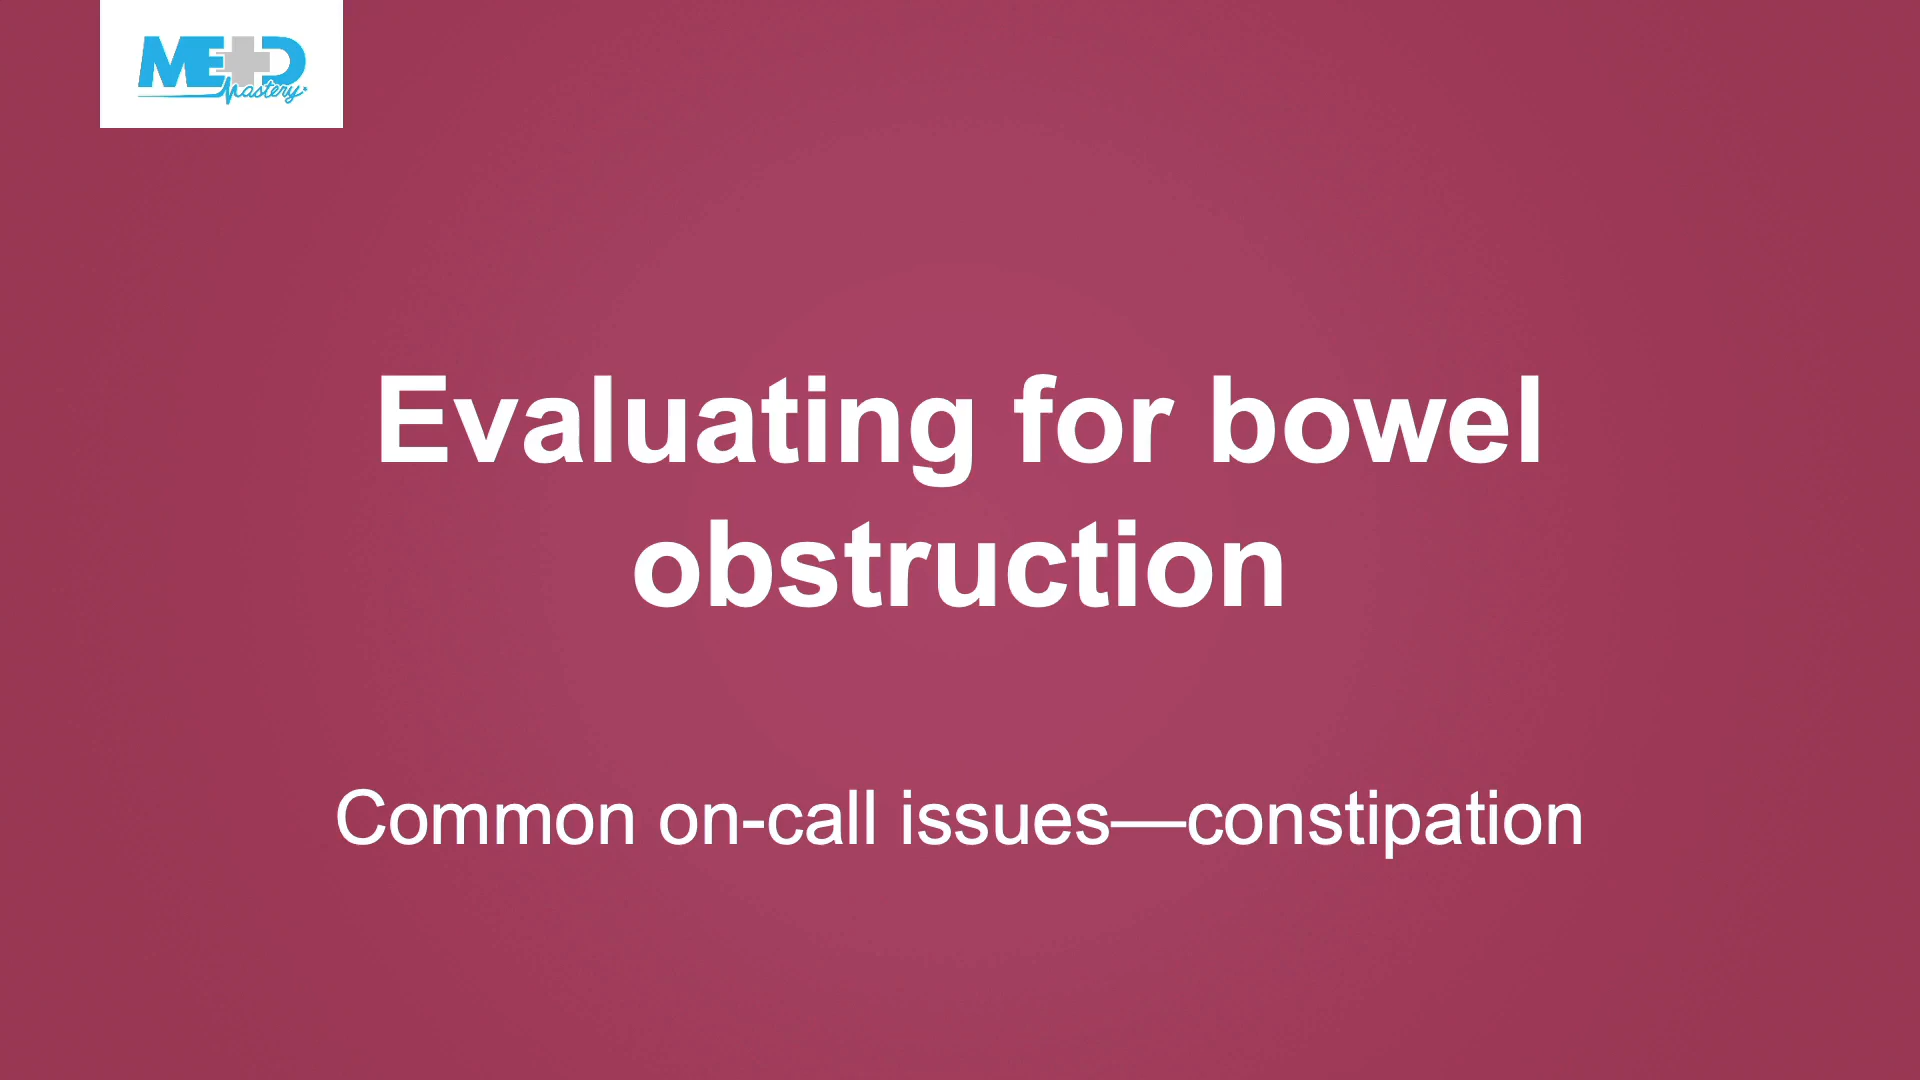 MED
Mastery
Evaluating for bowel
obstruction
Common on-call issues—constipation